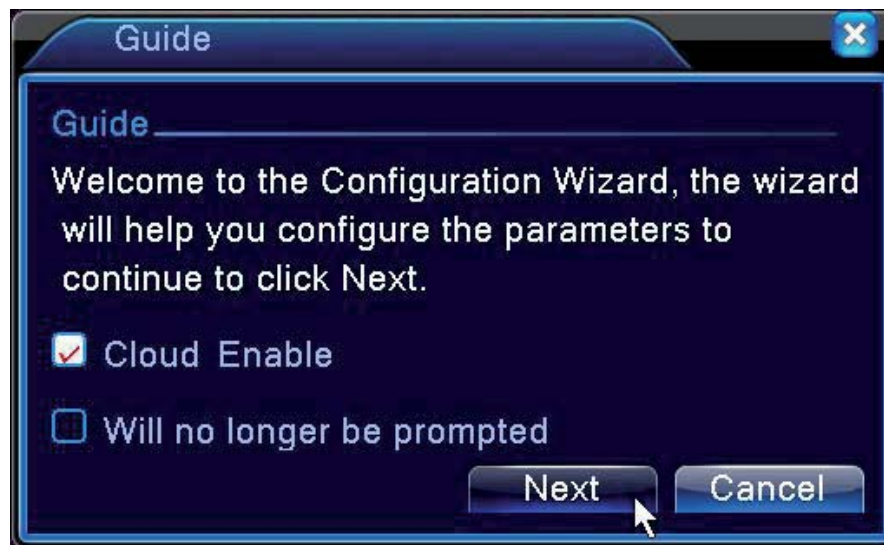 Guide
Guide
Welcome to the Configuration Wizard, the wizard
will help you configure the parameters to
continue to click Next.
Cloud Enable
Will no longer be prompted
Next Cancel